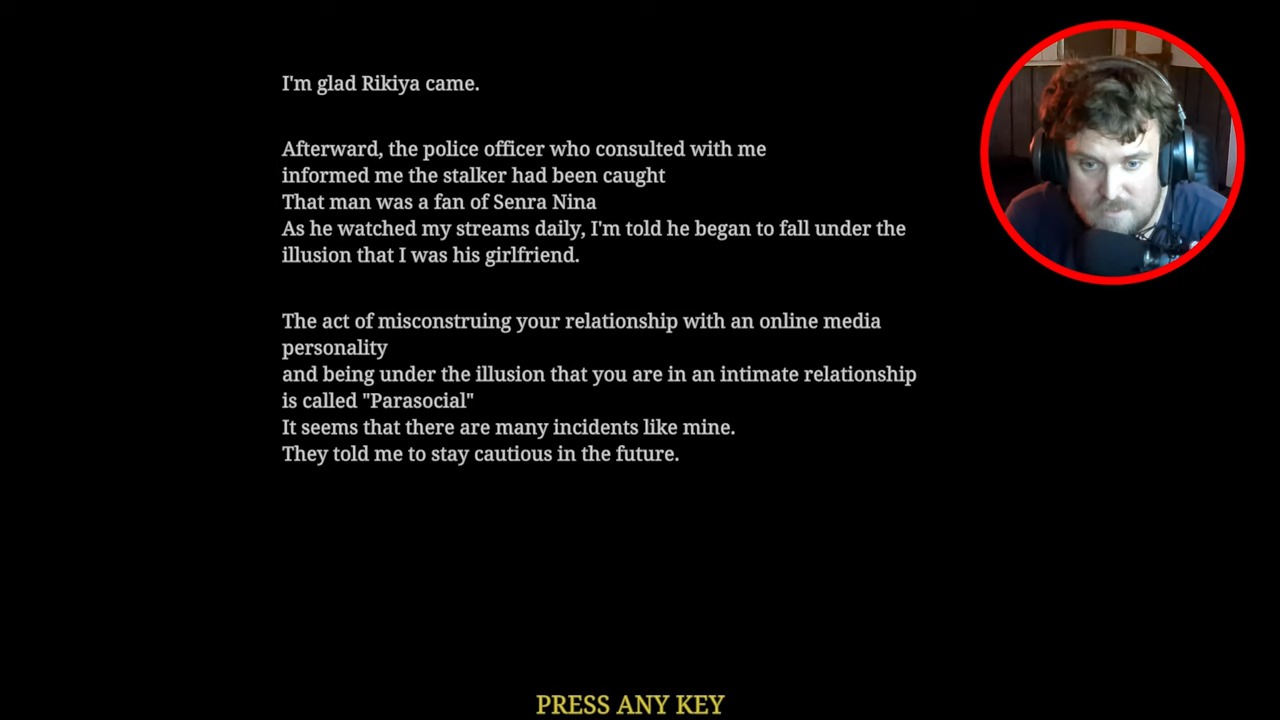 I'm glad Rikiya came.
Afterward, the police officer who consulted with me
informed me the stalker had been caught
That man was a fan of Senra Nina
As he watched my streams daily, I'm told he began to fall under the
illusion that I was his girlfriend.
The act of misconstruing your relationship with an online media
personality
and being under the illusion that you are in an intimate relationship
is called "Parasocial"
It seems that there are many incidents like mine.
They told me to stay cautious in the future.
PRESS ANY KEY